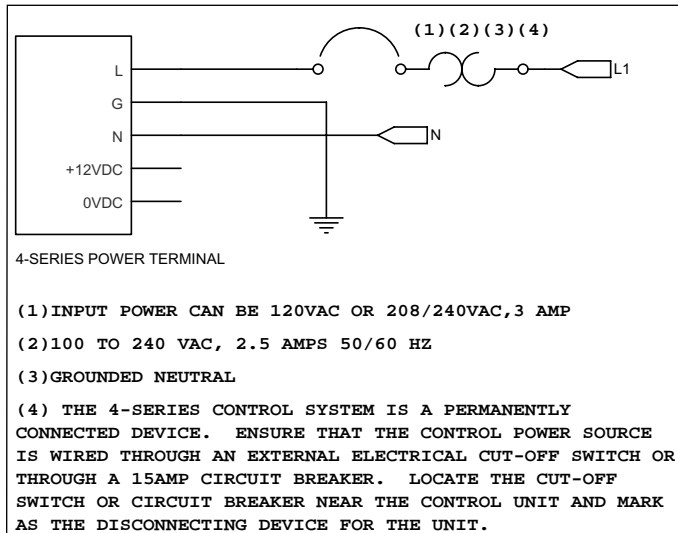 (1)(2)(3)(4)
L
L1
G
N
N
+12VDC
0VDC
4-SERIES POWER TERMINAL
(1)INPUT POWER CAN BE 120VAC OR 208/240VAC,3 AMP
(2)100 TO 240 VAC, 2.5 AMPS 50/60 HZ
(3)GROUNDED NEUTRAL
(4) THE 4-SERIES CONTROL SYSTEM IS A PERMANENTLY
CONNECTED DEVICE. ENSURE THAT THE CONTROL POWER SOURCE
IS WIRED THROUGH AN EXTERNAL ELECTRICAL CUT-OFF SWITCH OR
THROUGH A 15AMP CIRCUIT BREAKER. LOCATE THE CUT-OFF
SWITCH OR CIRCUIT BREAKER NEAR THE CONTROL UNIT AND MARK
AS THE DISCONNECTING DEVICE FOR THE UNIT.